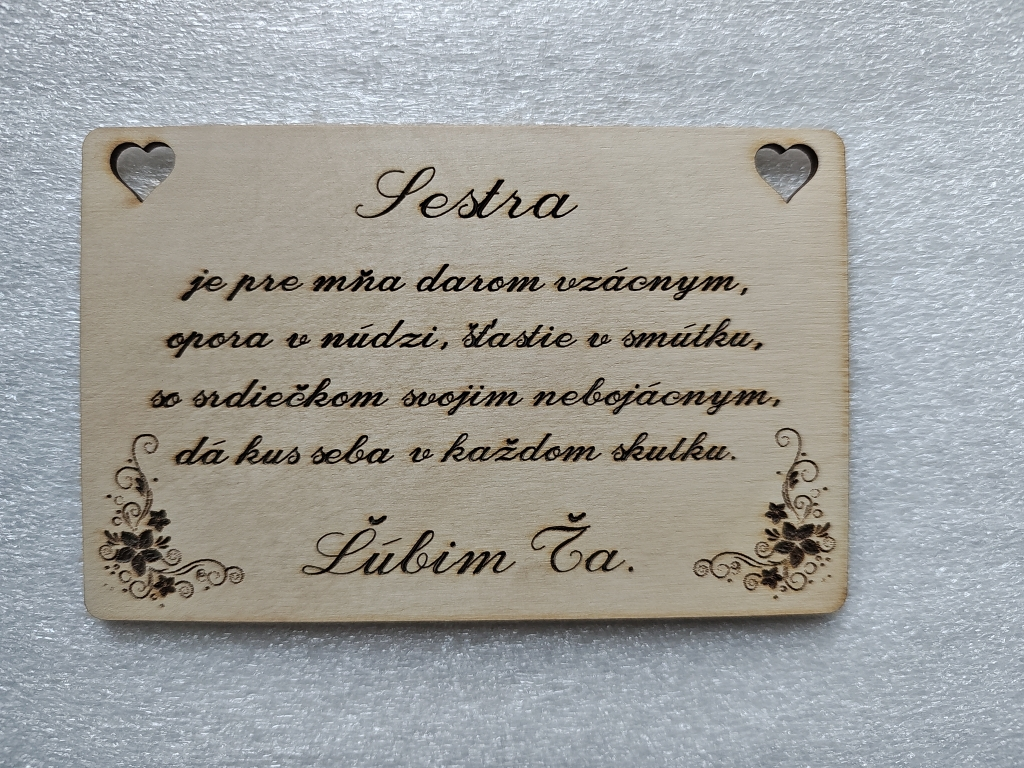 Sestra
je pre mňa darom vzácnym,
opora v núdzi, šťastie v smútku,
so srdiečkom svojim nebojácnym,
dá kus seba v každom skutku.
Ľúbim Ťa.